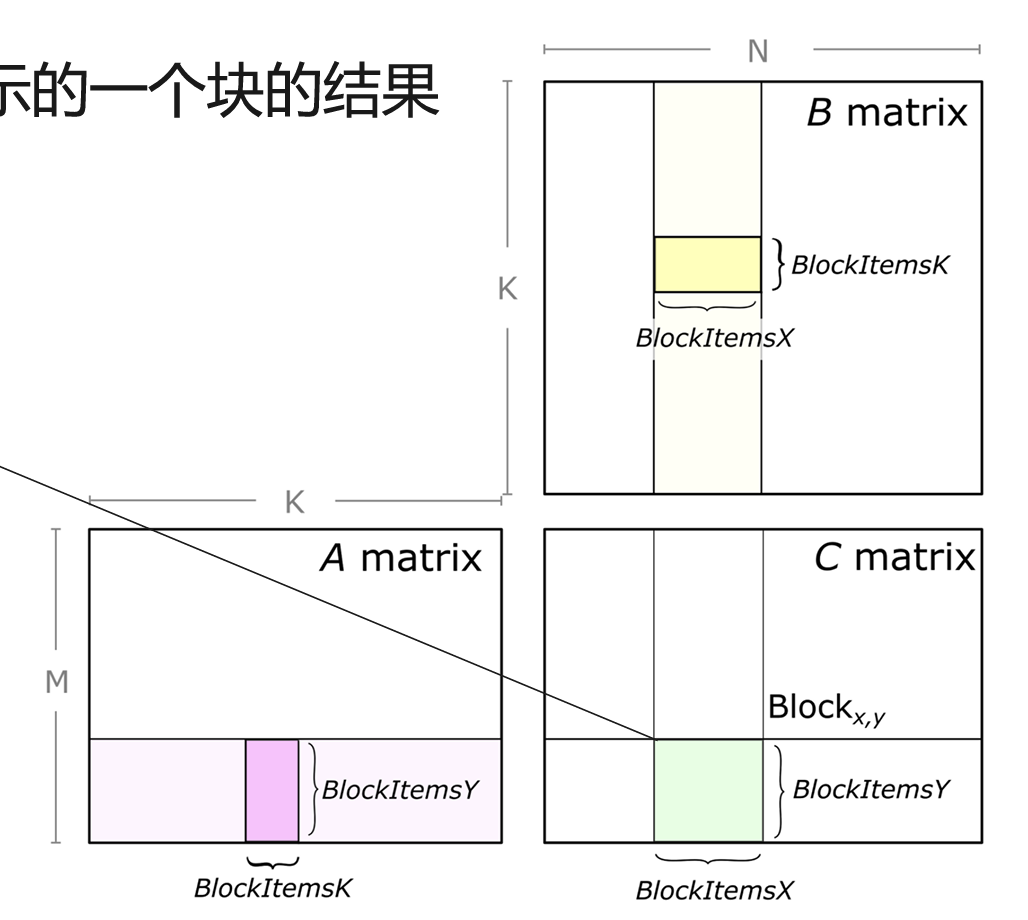 示的一个块的结果
N
B matrix
K
BlockItemsK
BlockItemsX
K
A matrix
C matrix
M
Block x,y
BlockItemsY
BlockItemsY
BlockItemsK
BlockItemsX